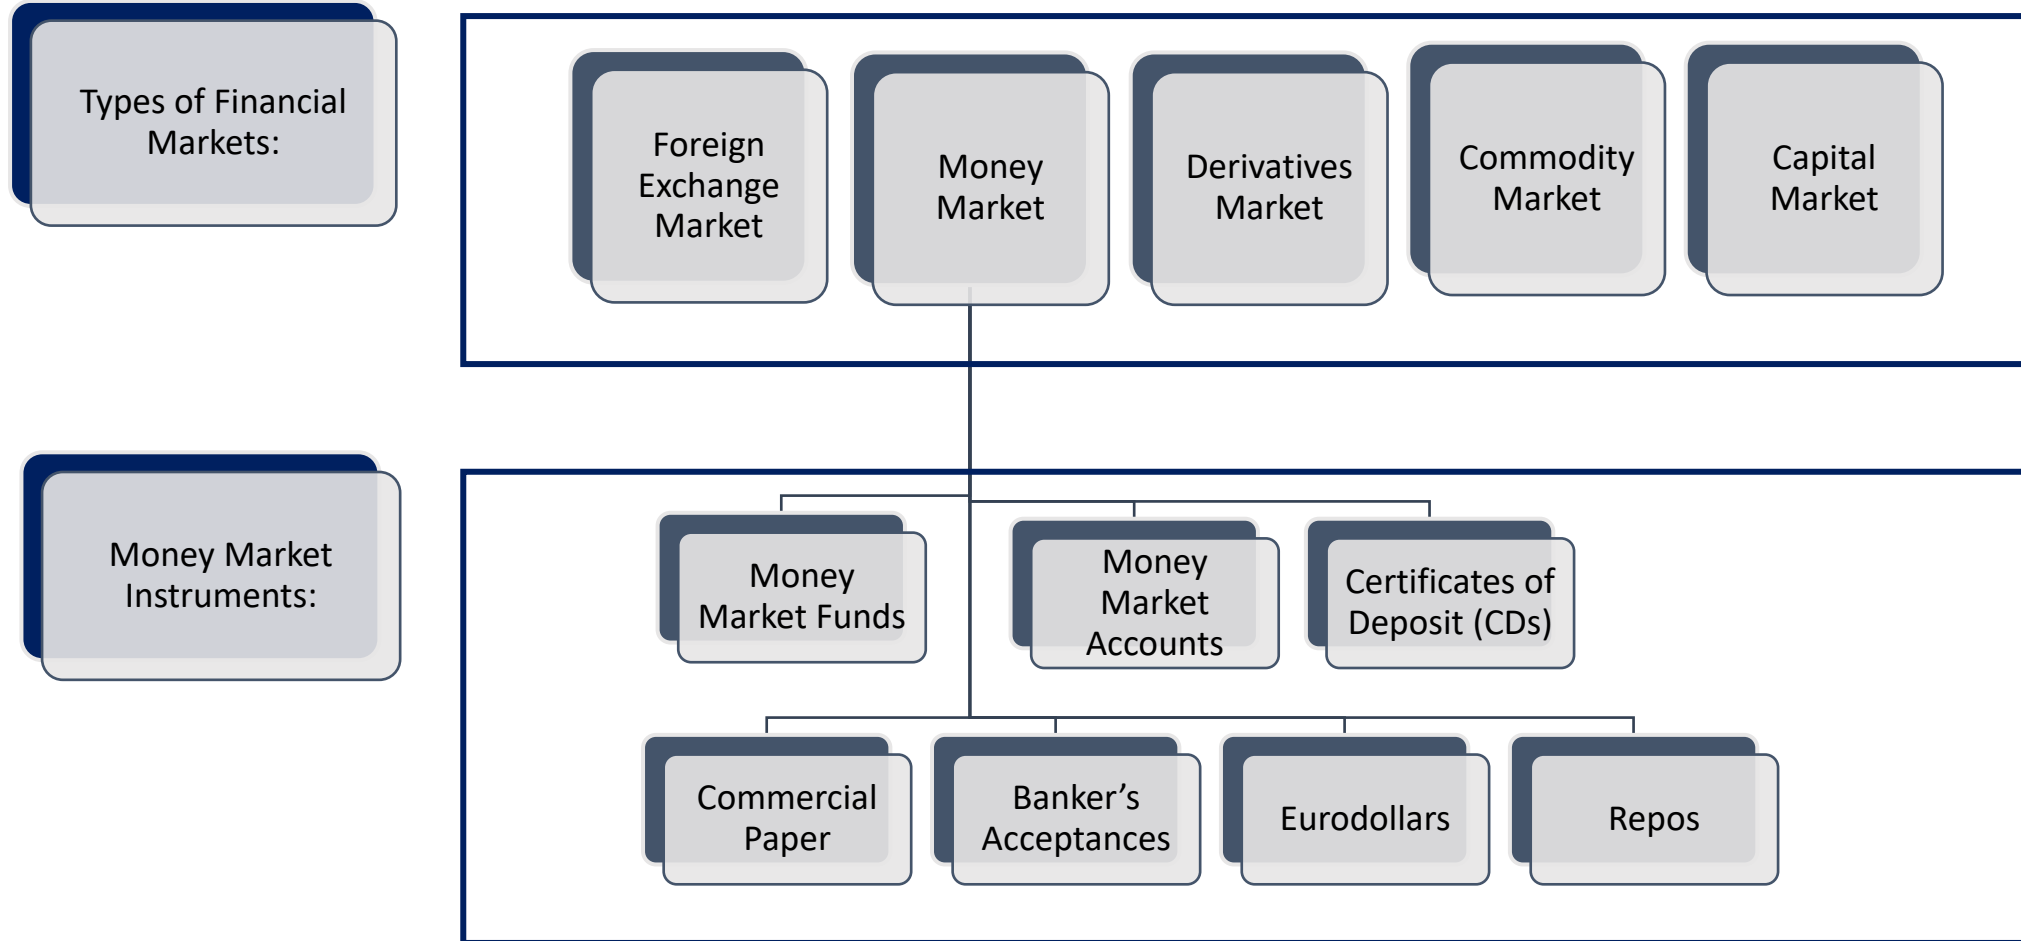 Types of Financial
Markets:
Foreign
Exchange
Market
Money
Market
Derivatives
Market
Commodity
Market
Capital
Market
Money Market
Instruments:
Money
Market Funds
Money
Market
Accounts
Certificates of
Deposit (CDs)
Commercial
Paper
Banker’s
Acceptances
Eurodollars
Repos